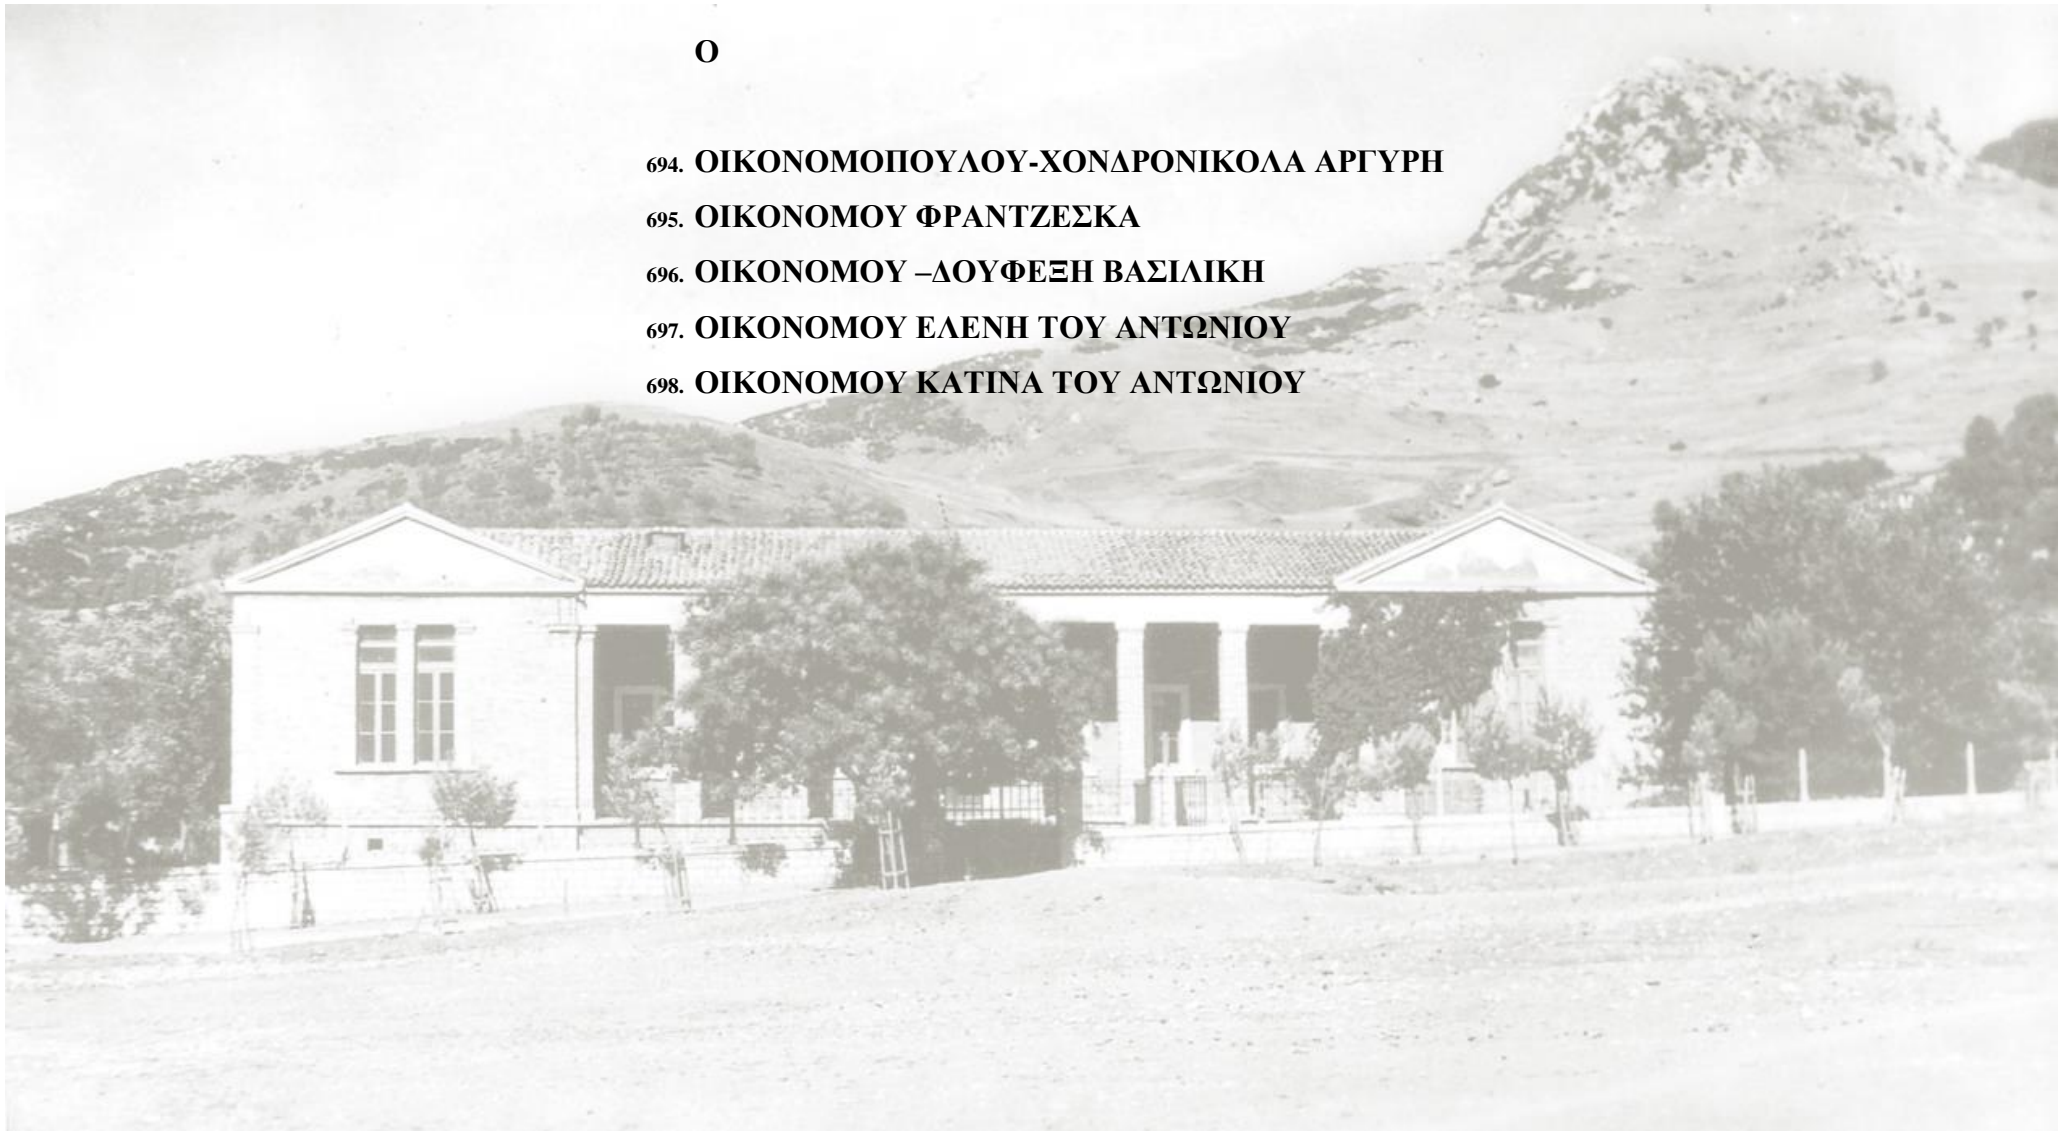 Ο
694. ΟΙΚΟΝΟΜΟΠΟΥΛΟΥ-ΧΟΝΔΡΟΝΙΚΟΛΑ ΑΡΓΥΡΗ
695. ΟΙΚΟΝΟΜΟΥ ΦΡΑΝΤΖΕΣΚΑ
696. ΟΙΚΟΝΟΜΟΥ –ΔΟΥΦΕΞΗ ΒΑΣΙΛΙΚΗ
697. ΟΙΚΟΝΟΜΟΥ ΕΛΕΝΗ ΤΟΥ ΑΝΤΩΝΙΟΥ
698. ΟΙΚΟΝΟΜΟΥ ΚΑΤΙΝΑ ΤΟΥ ΑΝΤΩΝΙΟΥ